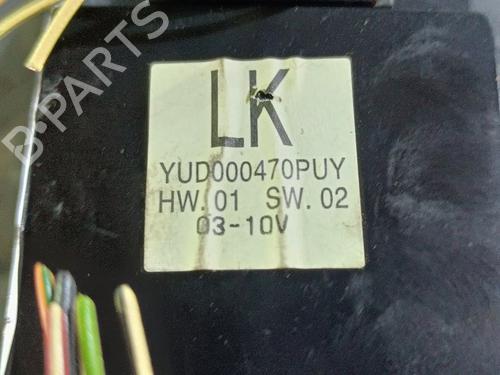 LK
YUD000470PUY
HW. 01 SW. 02
03-10V
B-PARTS